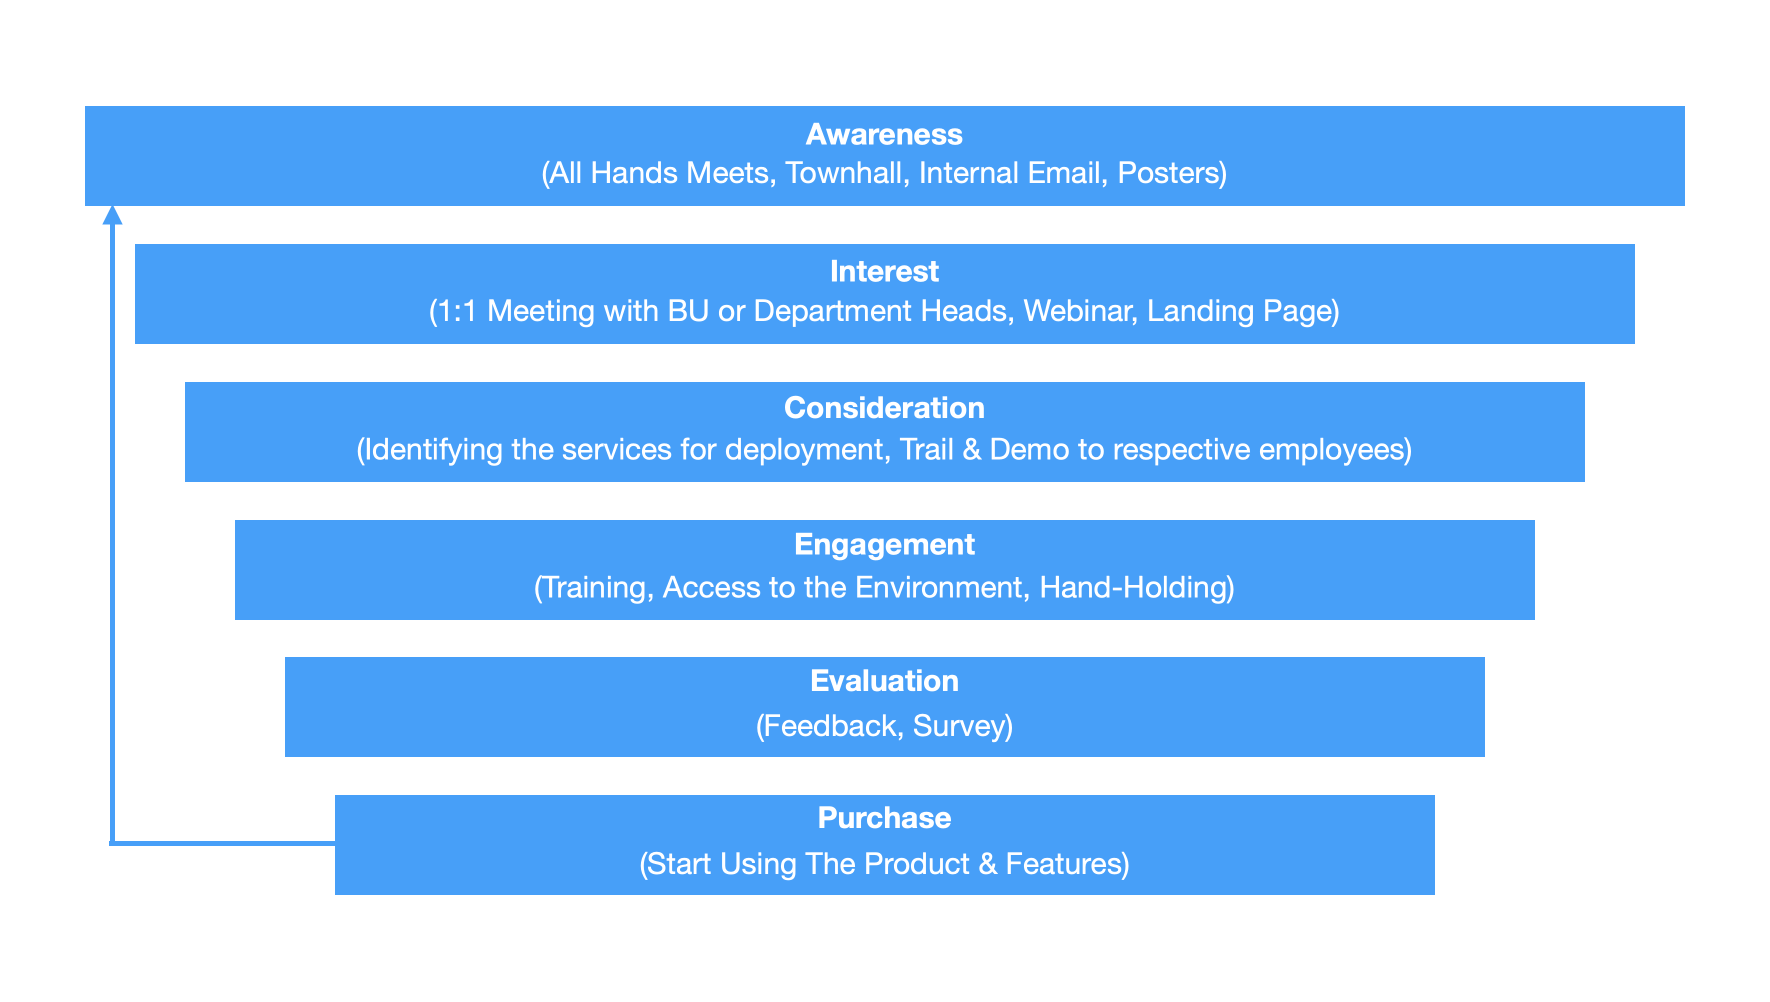 Awareness
(All Hands Meets, Townhall, Internal Email, Posters)
Interest
(1:1 Meeting with BU or Department Heads, Webinar, Landing Page)
Consideration
(Identifying the services for deployment, Trail & Demo to respective employees)
Engagement
(Training, Access to the Environment, Hand-Holding)
Evaluation
(Feedback, Survey)
Purchase
(Start Using The Product & Features)